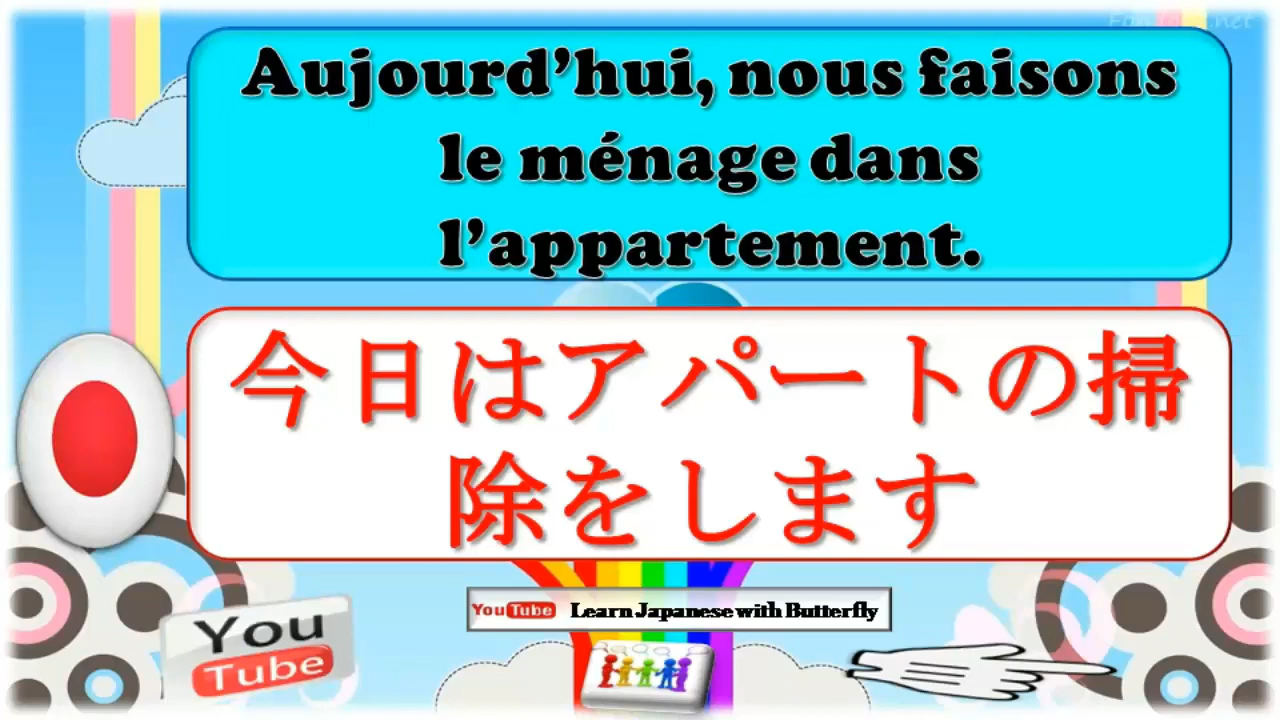 Aujourd’hui, nous faisons
le ménage dans
l’appartement.
今日はアパートの掃
除をします
YouTube Learn Japanese with Butterfly
You
Tube